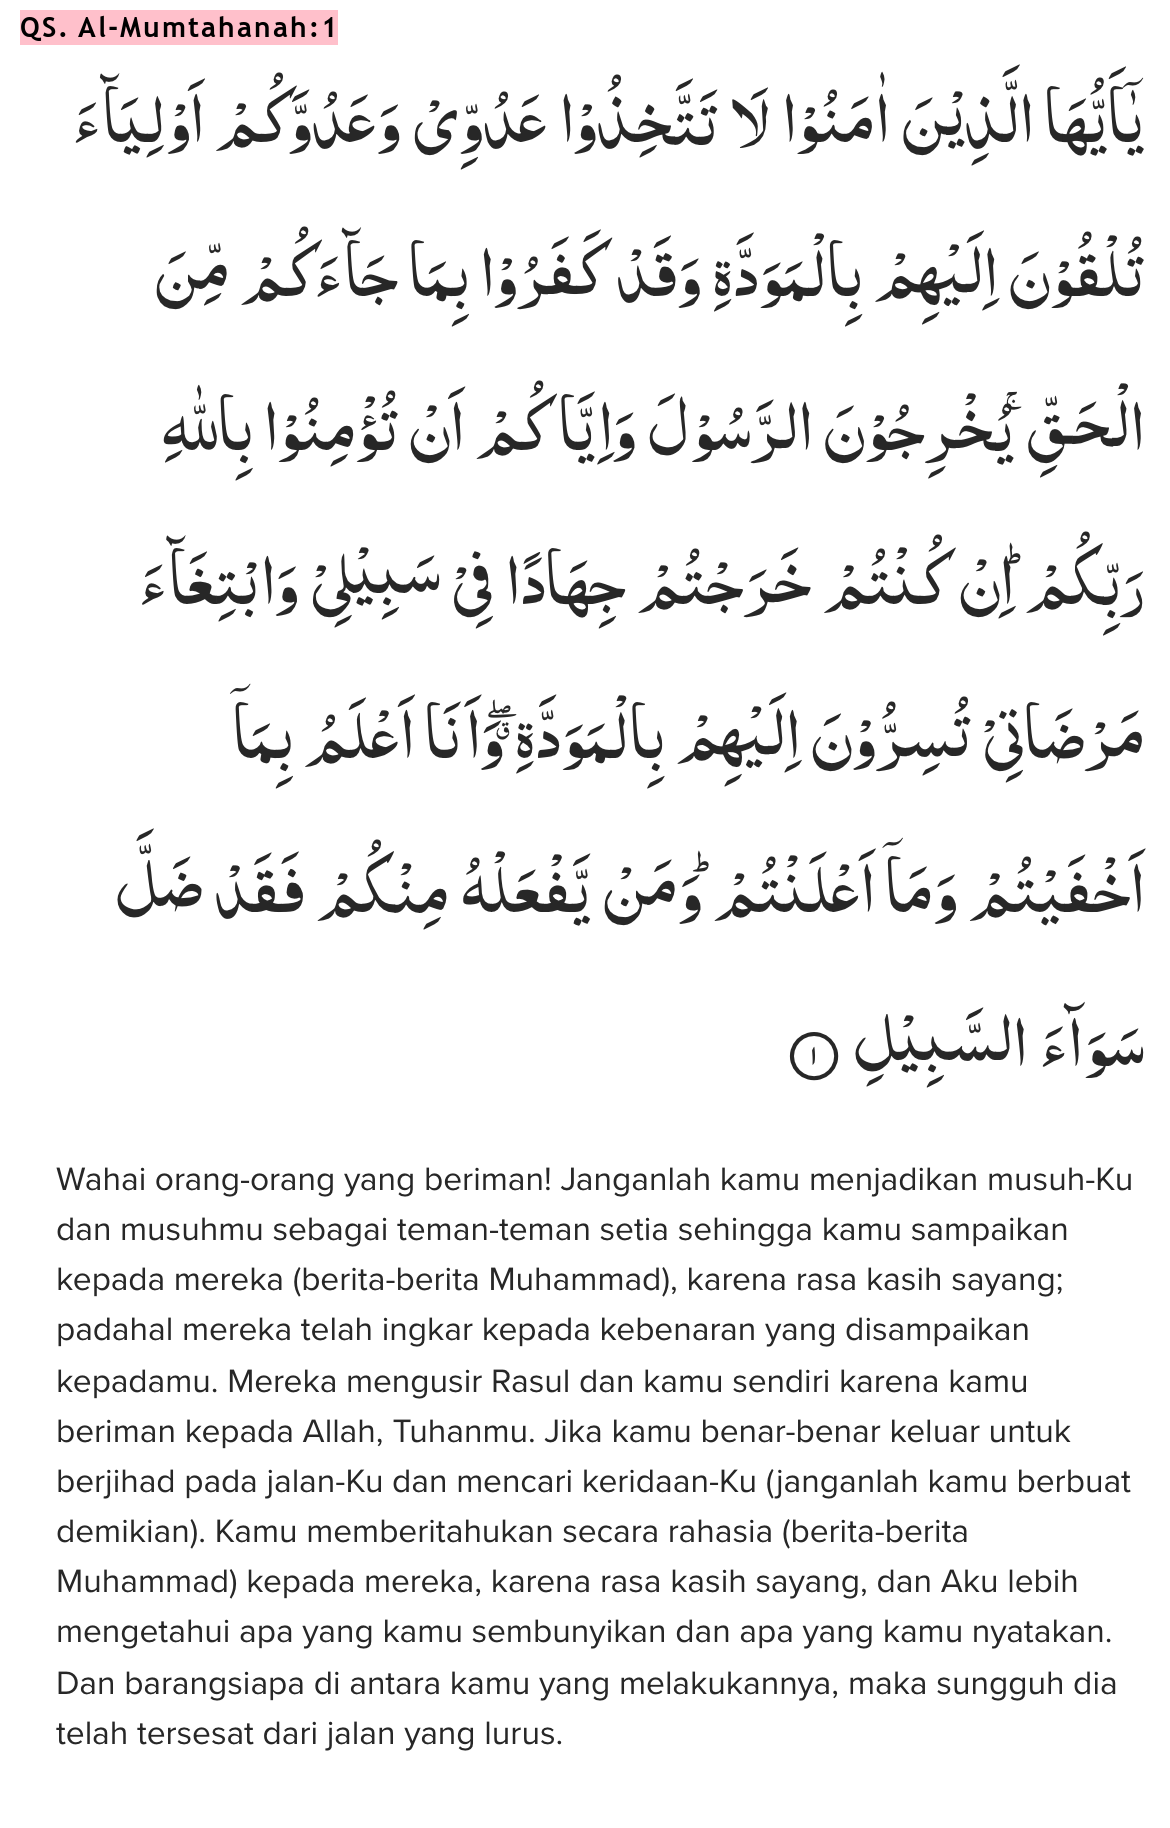 QS. Al-Mumtahanah:1
يٰٓاَيُّهَا الَّذِيْنَ اٰمَنُوْا لَا تَتَّخِذُوْا عَدُوِّيْ وَعَدُوَّكُمْ اَوْلِيَاۤءَ
تُلْقُوْنَ اِلَيْهِمْ بِالْمَوَدَّةِ وَقَدْ كَفَرُوْا بِمَا جَاۤءَكُمْ مِّنَ
الْحَقِّۚ يُخْرِجُوْنَ الرَّسُوْلَ وَاِيَّاكُمْ اَنْ تُؤْمِنُوْا بِاللّٰهِ
رَبِّكُمْۗ اِنْ كُنْتُمْ خَرَجْتُمْ جِهَادًا فِيْ سَبِيْلِيْ وَابْتِغَاۤءَ
مَرْضَاتِيْ تُسِرُّوْنَ اِلَيْهِمْ بِالْمَوَدَّةِۖ وَاَنَا اَعْلَمُ بِمَآ
اَخْفَيْتُمْ وَمَآ اَعْلَنْتُمْۗ وَمَنْ يَّفْعَلْهُ مِنْكُمْ فَقَدْ ضَلَّ
سَوَاۤءَ السَّبِيْلِ ١
Wahai orang-orang yang beriman! Janganlah kamu menjadikan musuh-Ku
dan musuhmu sebagai teman-teman setia sehingga kamu sampaikan
kepada mereka (berita-berita Muhammad), karena rasa kasih sayang;
padahal mereka telah ingkar kepada kebenaran yang disampaikan
kepadamu. Mereka mengusir Rasul dan kamu sendiri karena kamu
beriman kepada Allah, Tuhanmu. Jika kamu benar-benar keluar untuk
berjihad pada jalan-Ku dan mencari keridaan-Ku (janganlah kamu berbuat
demikian). Kamu memberitahukan secara rahasia (berita-berita
Muhammad) kepada mereka, karena rasa kasih sayang, dan Aku lebih
mengetahui apa yang kamu sembunyikan dan apa yang kamu nyatakan.
Dan barangsiapa di antara kamu yang melakukannya, maka sungguh dia
telah tersesat dari jalan yang lurus.